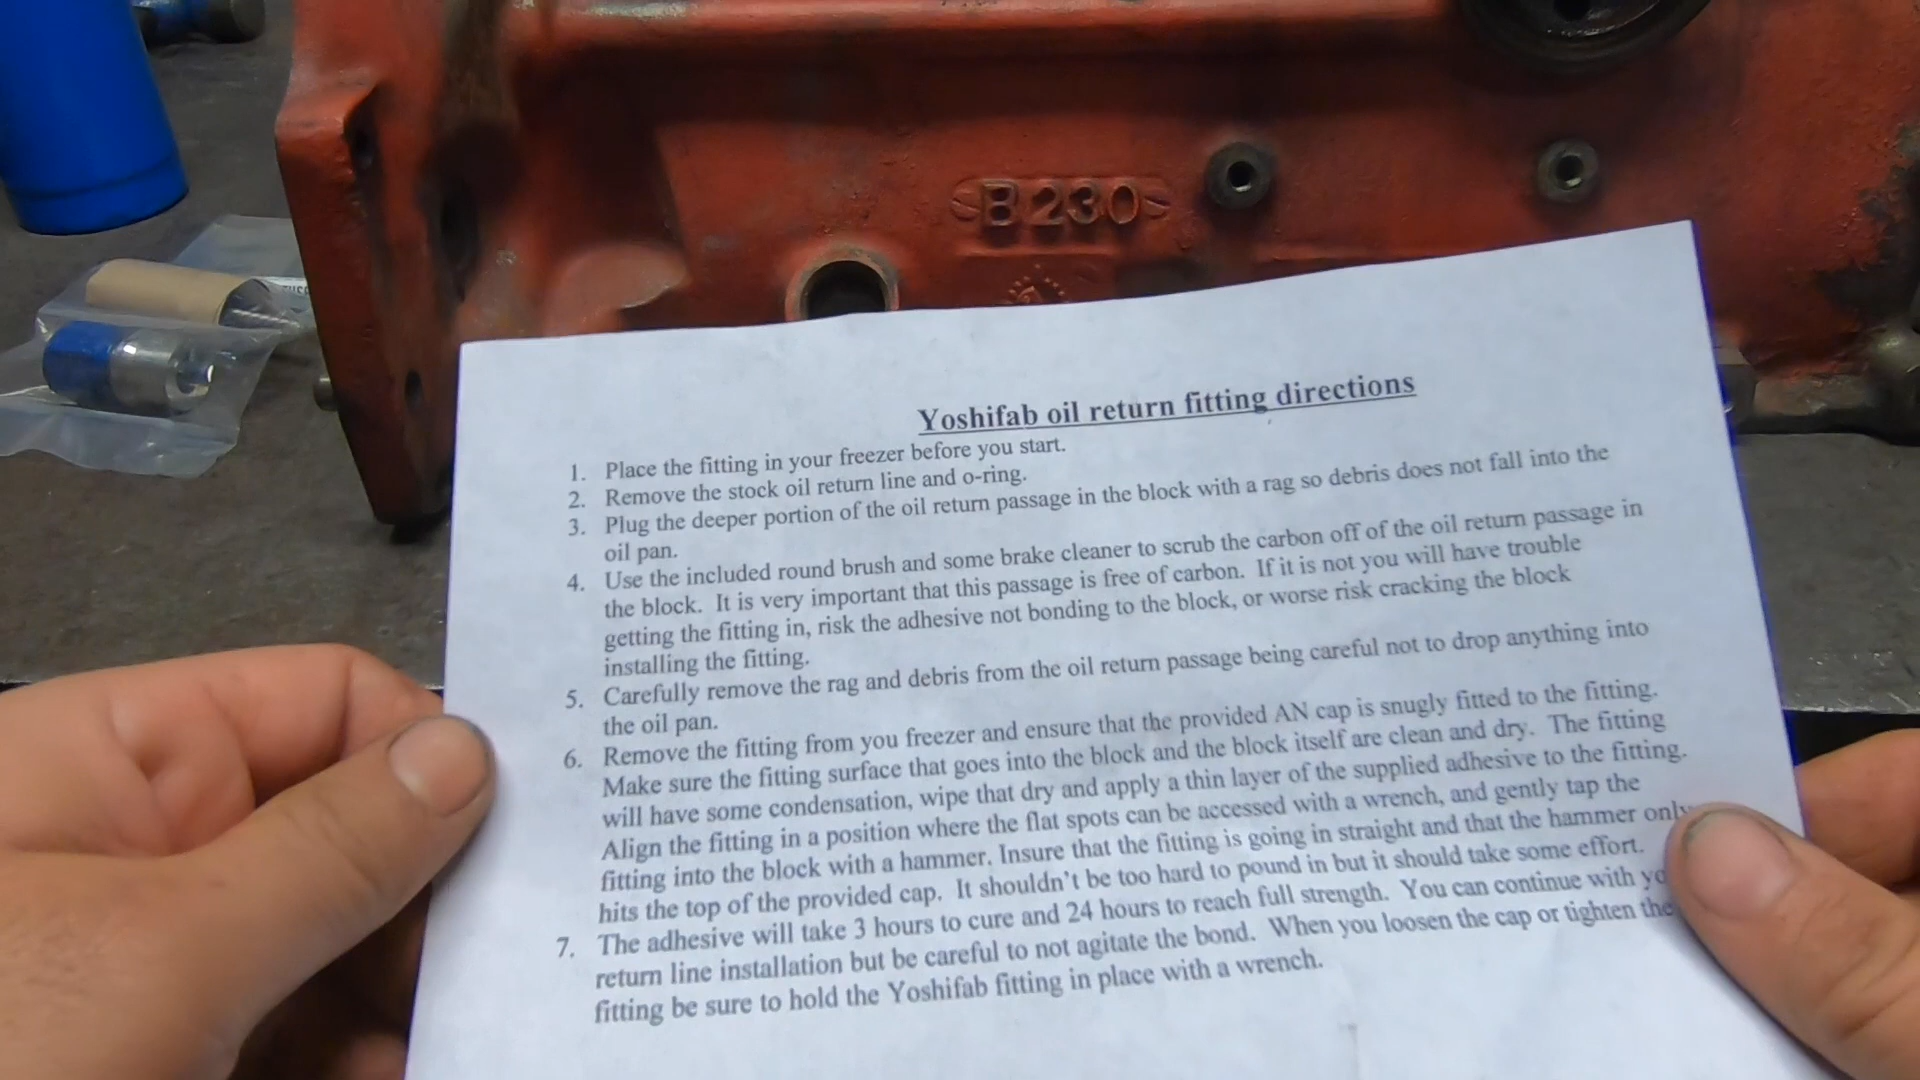 B230
Yoshifab oil return fitting directions
1. Place the fitting in your freezer before you start.
2. Remove the stock oil return line and o-ring.
3. Plug the deeper portion of the oil return passage in the block with a rag so debris does not fall into the
oil pan.
4. Use the included round brush and some brake cleaner to scrub the carbon off of the oil return passage in
the block. It is very important that this passage is free of carbon. If it is not you will have trouble
getting the fitting in, risk the adhesive not bonding to the block, or worse risk cracking the block
installing the fitting.
5. Carefully remove the rag and debris from the oil return passage being careful not to drop anything into
the oil pan.
6. Remove the fitting from you freezer and ensure that the provided AN cap is snugly fitted to the fitting.
Make sure the fitting surface that goes into the block and the block itself are clean and dry. The fitting
will have some condensation, wipe that dry and apply a thin layer of the supplied adhesive to the fitting.
Align the fitting in a position where the flat spots can be accessed with a wrench, and gently tap the
fitting into the block with a hammer. Insure that the fitting is going in straight and that the hammer only
hits the top of the provided cap. It shouldn't be too hard to pound in but it should take some effort.
7. The adhesive will take 3 hours to cure and 24 hours to reach full strength. You can continue with
return line installation but be careful to not agitate the bond. When you loosen the cap or tighten the
fitting be sure to hold the Yoshifab fitting in place with a wrench.